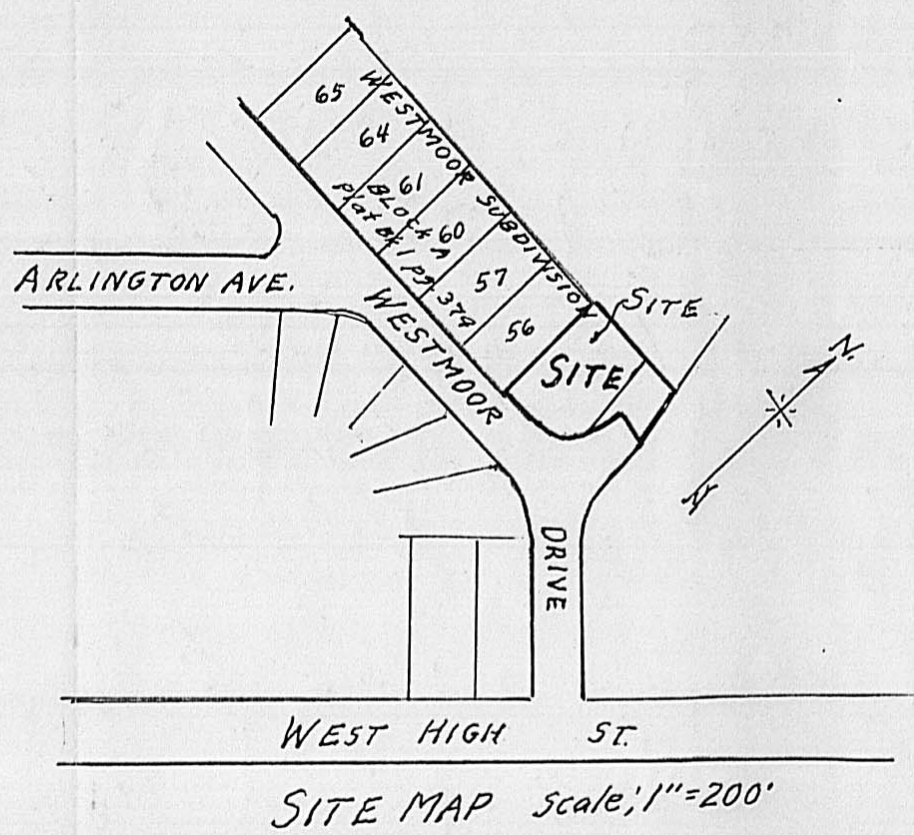 65
WESTMOOR SUBDIVISION
64
61
BLOCK A
Plat Bk 1 pg 374
60
57
56
SITE
SITE
ARLINGTON AVE.
WESTMOOR
DRIVE
N.
WEST HIGH ST.
SITE MAP scale; 1"=200'